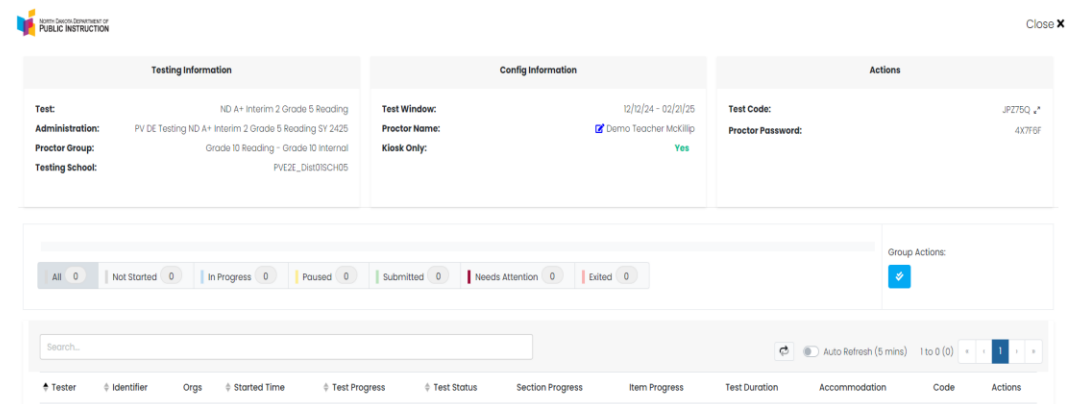 NORTH DAKOTA DEPARTMENT OF
PUBLIC INSTRUCTION
Close
Testing Information
Test: ND A+ Interim 2 Grade 5 Reading
Administration: PV DE Testing ND A+ Interim 2 Grade 5 Reading SY 2425
Proctor Group: Grade 10 Reading - Grade 10 Internal
Testing School: PVE2E_Dist01SCH05
Config Information
Test Window: 12/12/24 - 02/21/25
Proctor Name: Demo Teacher McKillip
Kiosk Only: Yes
Actions
Test Code: JPZ75Q
Proctor Password: 4X7F6F
All 0 Not Started 0 In Progress 0 Paused 0 Submitted 0 Needs Attention 0 Exited 0
Group Actions:
Search...
Auto Refresh (5 mins) 1 to 0 (0) « ‹ 1 › »
Tester Identifier Orgs Started Time Test Progress Test Status Section Progress Item Progress Test Duration Accommodation Code Actions